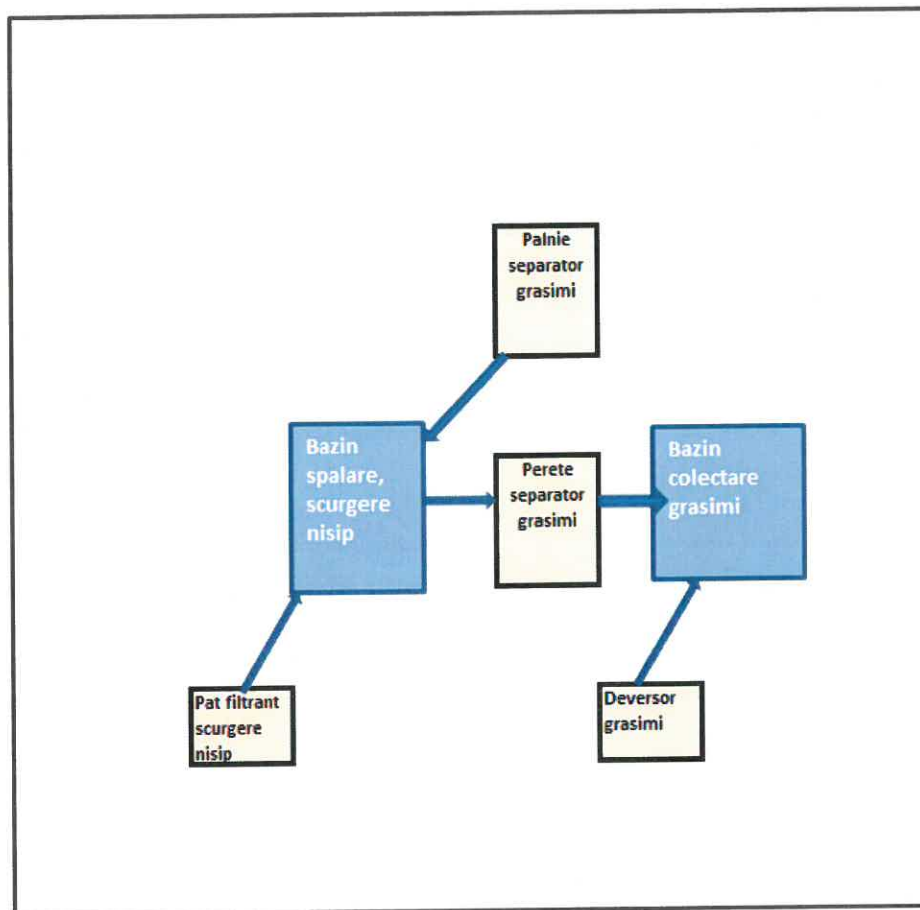 Palnie
separator
grasimi
Bazin
spalare,
scurgere
nisip
Perete
separator
grasimi
Bazin
colectare
grasimi
Pat filtrant
scurgere
nisip
Deversor
grasimi